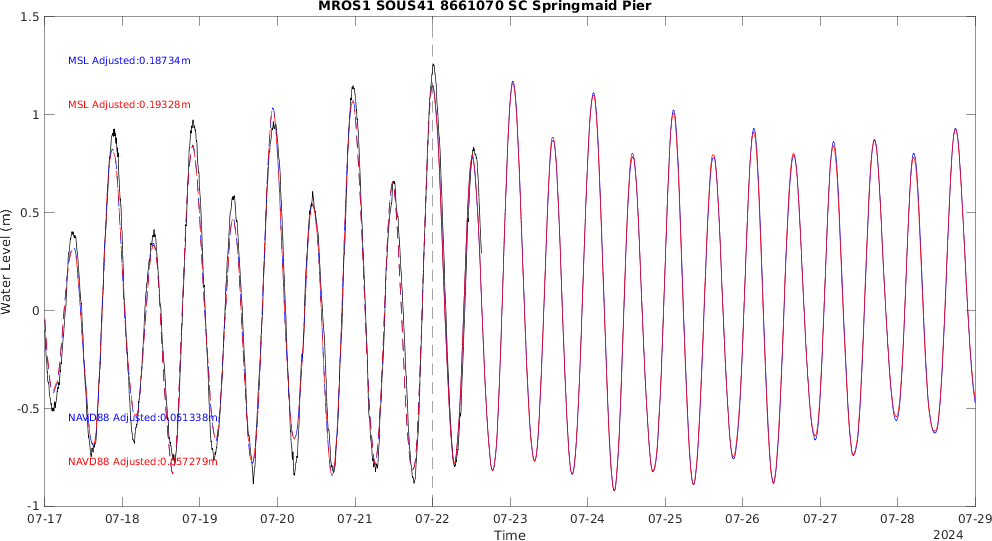 MROS1 SOUS41 8661070 SC Springmaid Pier
1.5
MSL Adjusted:0.18734m
MSL Adjusted:0.19328m
1
0.5
Water Level (m)
0
-0.5
NAVD88 Adjusted:0.051338m
NAVD88 Adjusted:0.057279m
-1
07-17 07-18 07-19 07-20 07-21 07-22 07-23 07-24 07-25 07-26 07-27 07-28 07-29
Time
2024